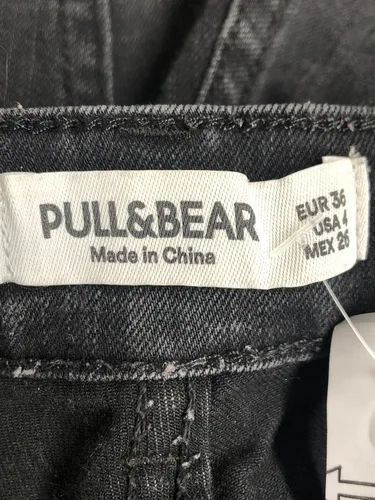 PULL&BEAR
Made in China
EUR 36
USA 4
MEX 26